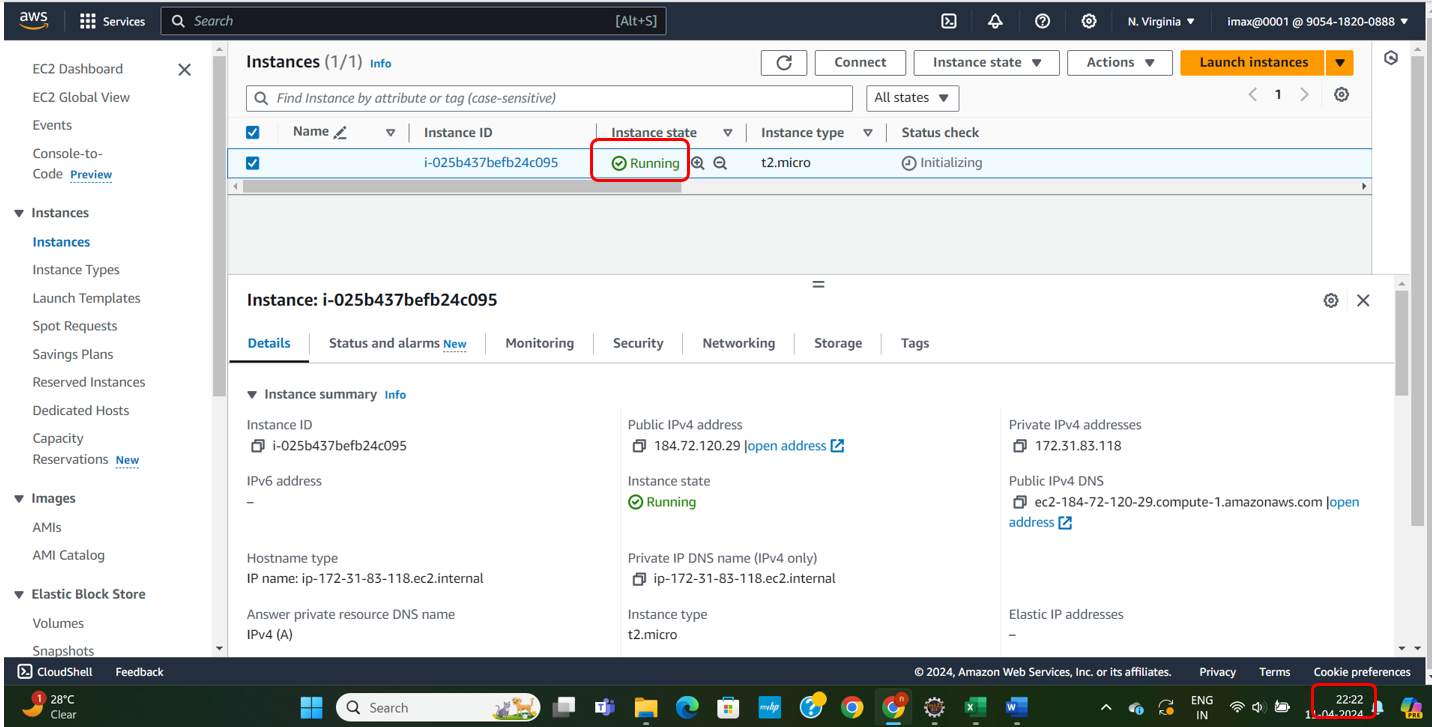 aws
Services
Search
[Alt+S]
N. Virginia
imax@0001 @ 9054-1820-0888
EC2 Dashboard
EC2 Global View
Events
Console-to-
Code Preview
Instances
Instances
Instance Types
Launch Templates
Spot Requests
Savings Plans
Reserved Instances
Dedicated Hosts
Capacity
Reservations New
Images
AMIs
AMI Catalog
Elastic Block Store
Volumes
Snapshots
Instances (1/1) Info
Connect
Instance state
Actions
Launch instances
Find Instance by attribute or tag (case-sensitive)
All states
1
Name
Instance ID
Instance state
Instance type
Status check
i-025b437befb24c095
Running
t2.micro
Initializing
Instance: i-025b437befb24c095
Details
Status and alarms New
Monitoring
Security
Networking
Storage
Tags
Instance summary Info
Instance ID
i-025b437befb24c095
Public IPv4 address
184.72.120.29 |open address
Private IPv4 addresses
172.31.83.118
IPv6 address
–
Instance state
Running
Public IPv4 DNS
ec2-184-72-120-29.compute-1.amazonaws.com |open
address
Hostname type
IP name: ip-172-31-83-118.ec2.internal
Private IP DNS name (IPv4 only)
ip-172-31-83-118.ec2.internal
Answer private resource DNS name
IPv4 (A)
Instance type
t2.micro
Elastic IP addresses
–
CloudShell
Feedback
© 2024, Amazon Web Services, Inc. or its affiliates.
Privacy
Terms
Cookie preferences
1
28°C
Clear
Search
myhp
n
ENG
IN
22:22
11-04-2024
PRE